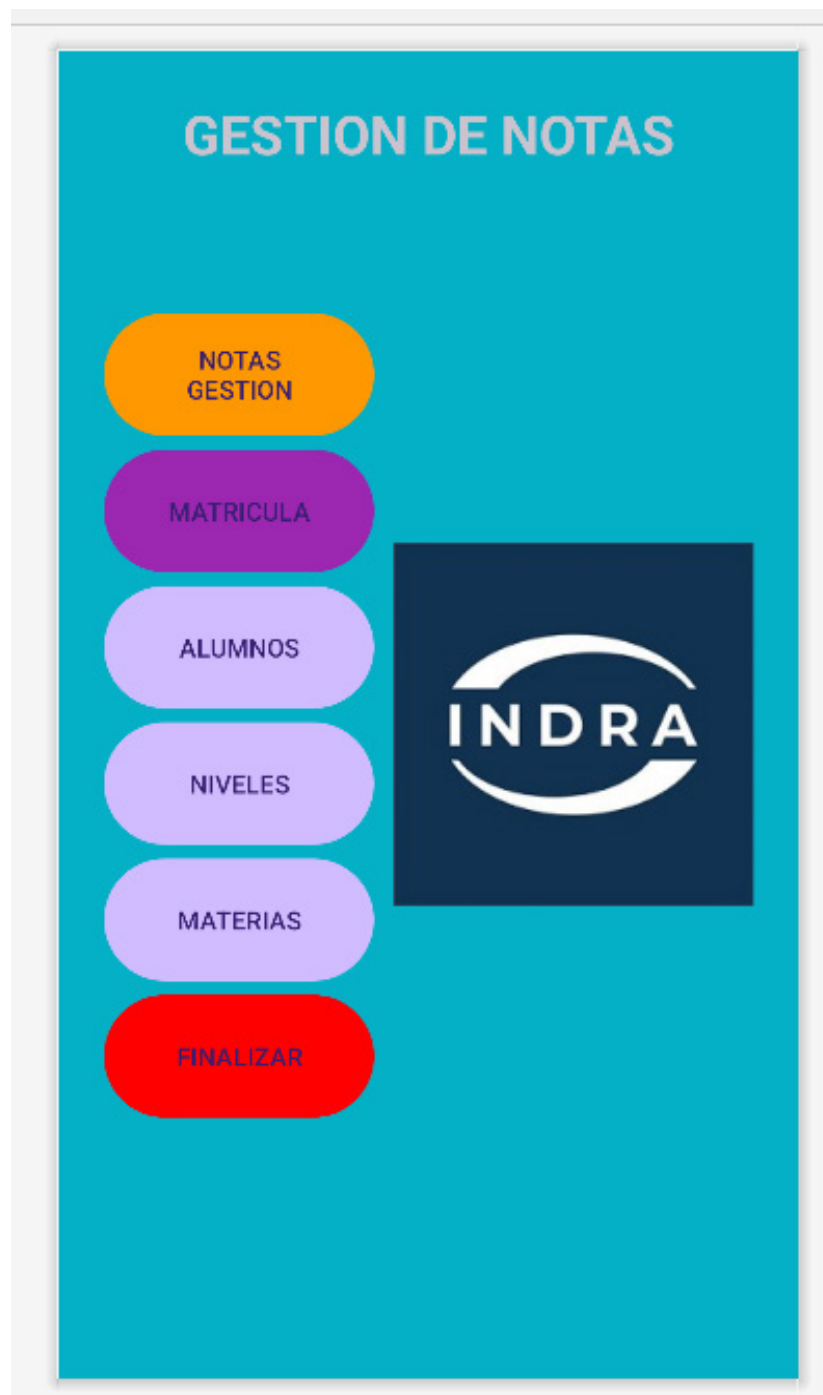 GESTION DE NOTAS
NOTAS
GESTION
MATRICULA
ALUMNOS
INDRA
NIVELES
MATERIAS
FINALIZAR